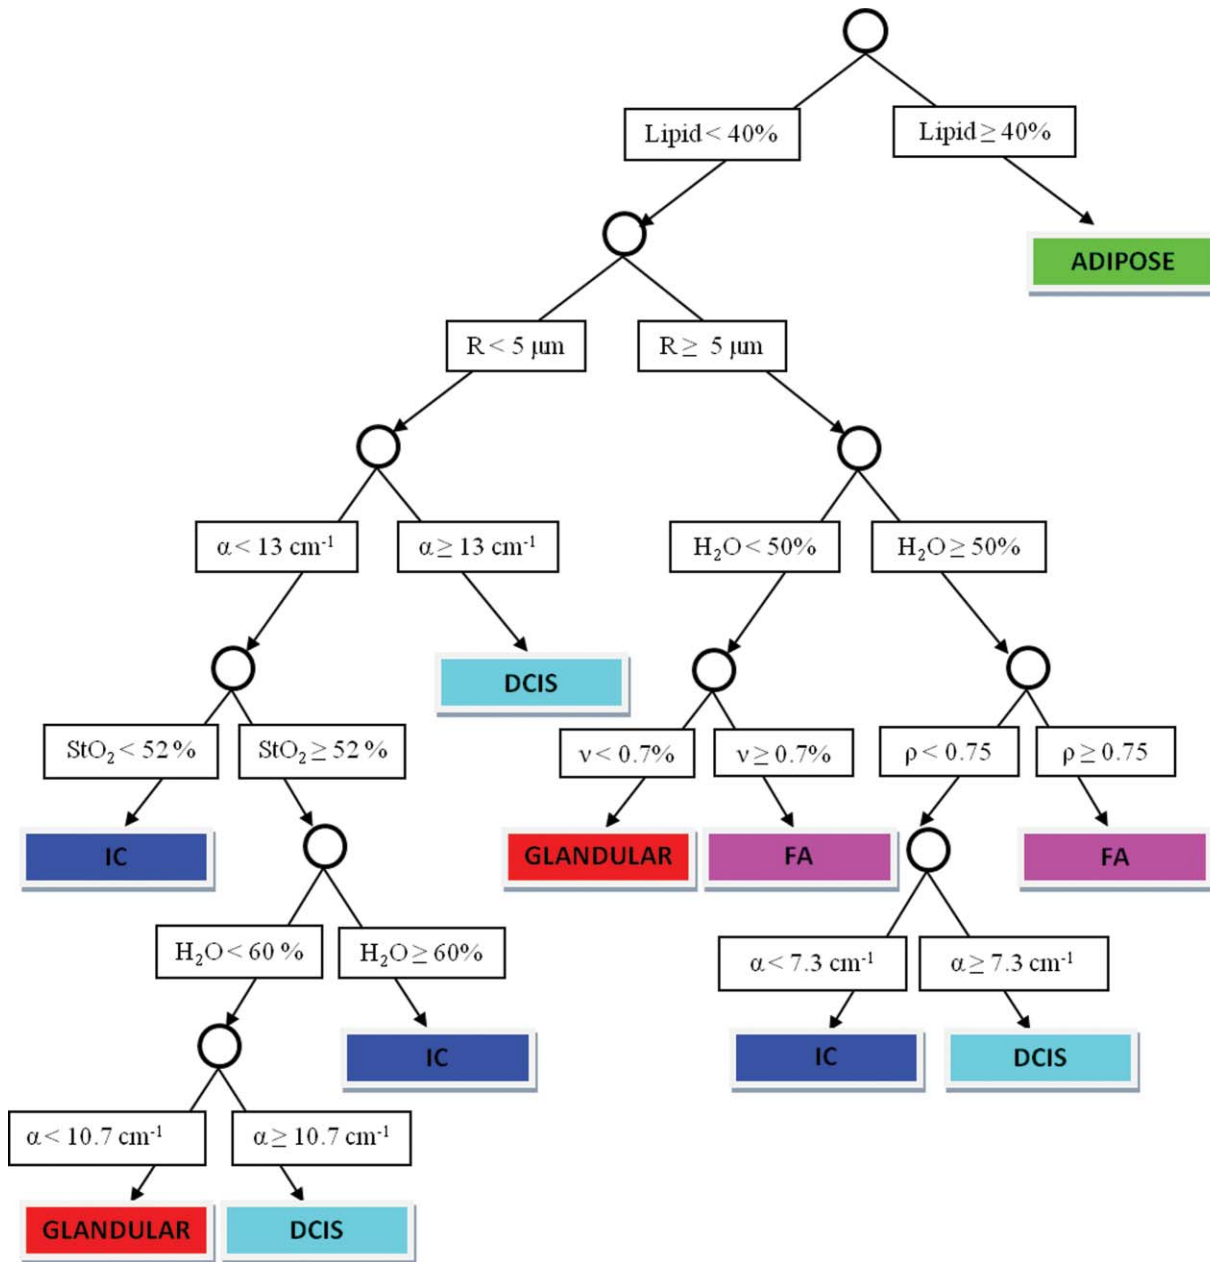 Lipid < 40%
Lipid ≥ 40%
ADIPOSE
R < 5 μm
R ≥ 5 μm
α < 13 cm⁻¹
α ≥ 13 cm⁻¹
H₂O < 50%
H₂O ≥ 50%
DCIS
StO₂ < 52 %
StO₂ ≥ 52 %
ν < 0.7%
ν ≥ 0.7%
ρ < 0.75
ρ ≥ 0.75
IC
GLANDULAR
FA
FA
H₂O < 60 %
H₂O ≥ 60%
α < 7.3 cm⁻¹
α ≥ 7.3 cm⁻¹
IC
IC
DCIS
α < 10.7 cm⁻¹
α ≥ 10.7 cm⁻¹
GLANDULAR
DCIS